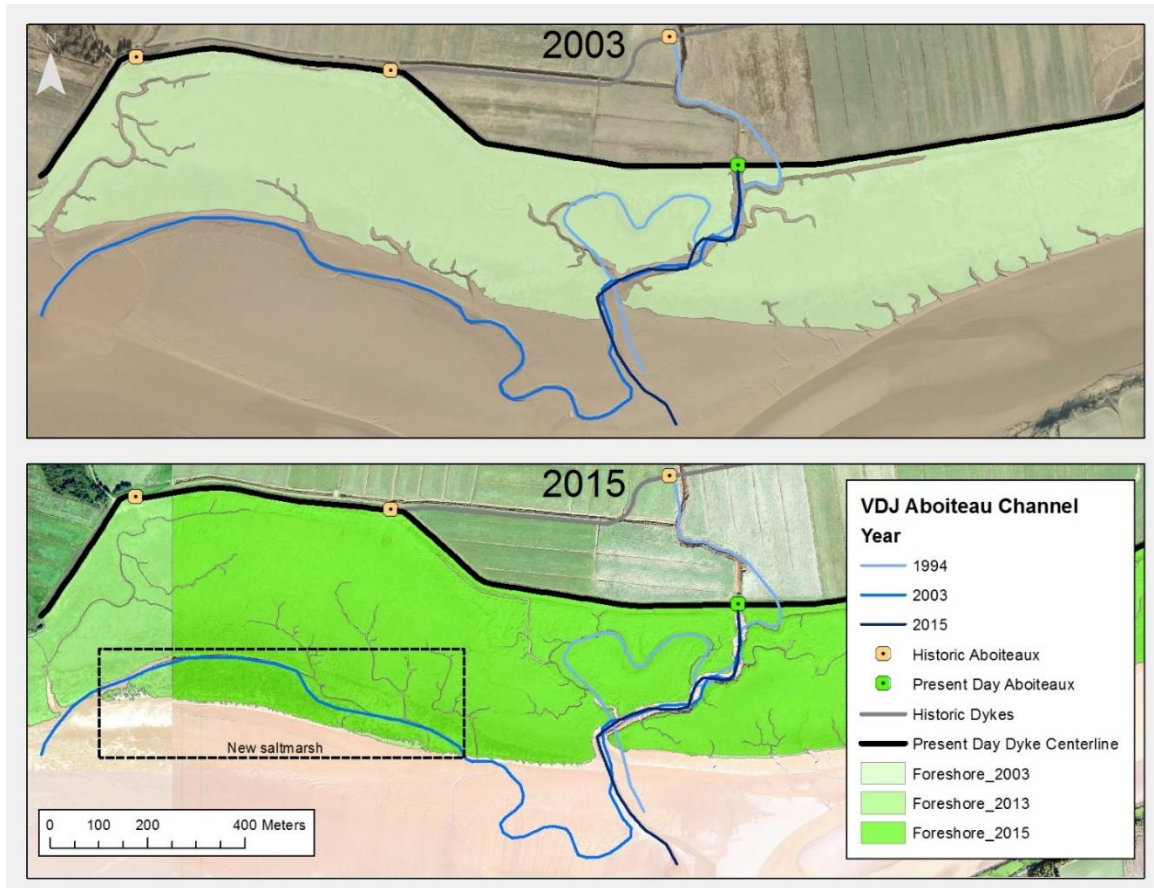 N
2003
2015
VDJ Aboiteau Channel
Year
1994
2003
2015
Historic Aboiteaux
Present Day Aboiteaux
Historic Dykes
Present Day Dyke Centerline
Foreshore_2003
Foreshore_2013
Foreshore_2015
New saltmarsh
0 100 200 400 Meters